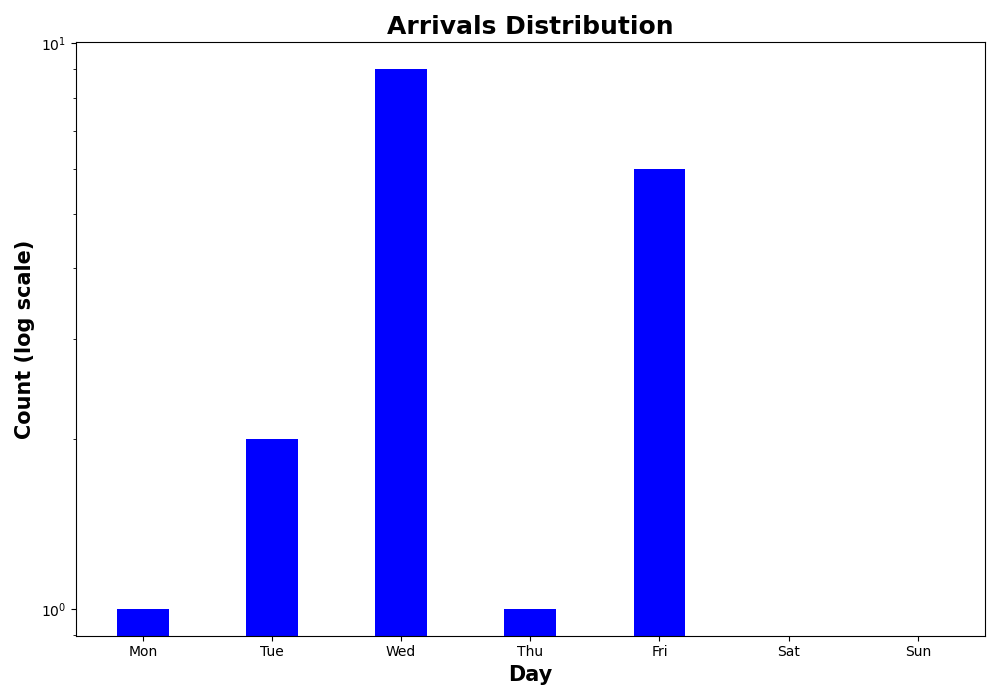 Arrivals Distribution
Count (log scale)
10¹
10⁰
Mon Tue Wed Thu Fri Sat Sun
Day